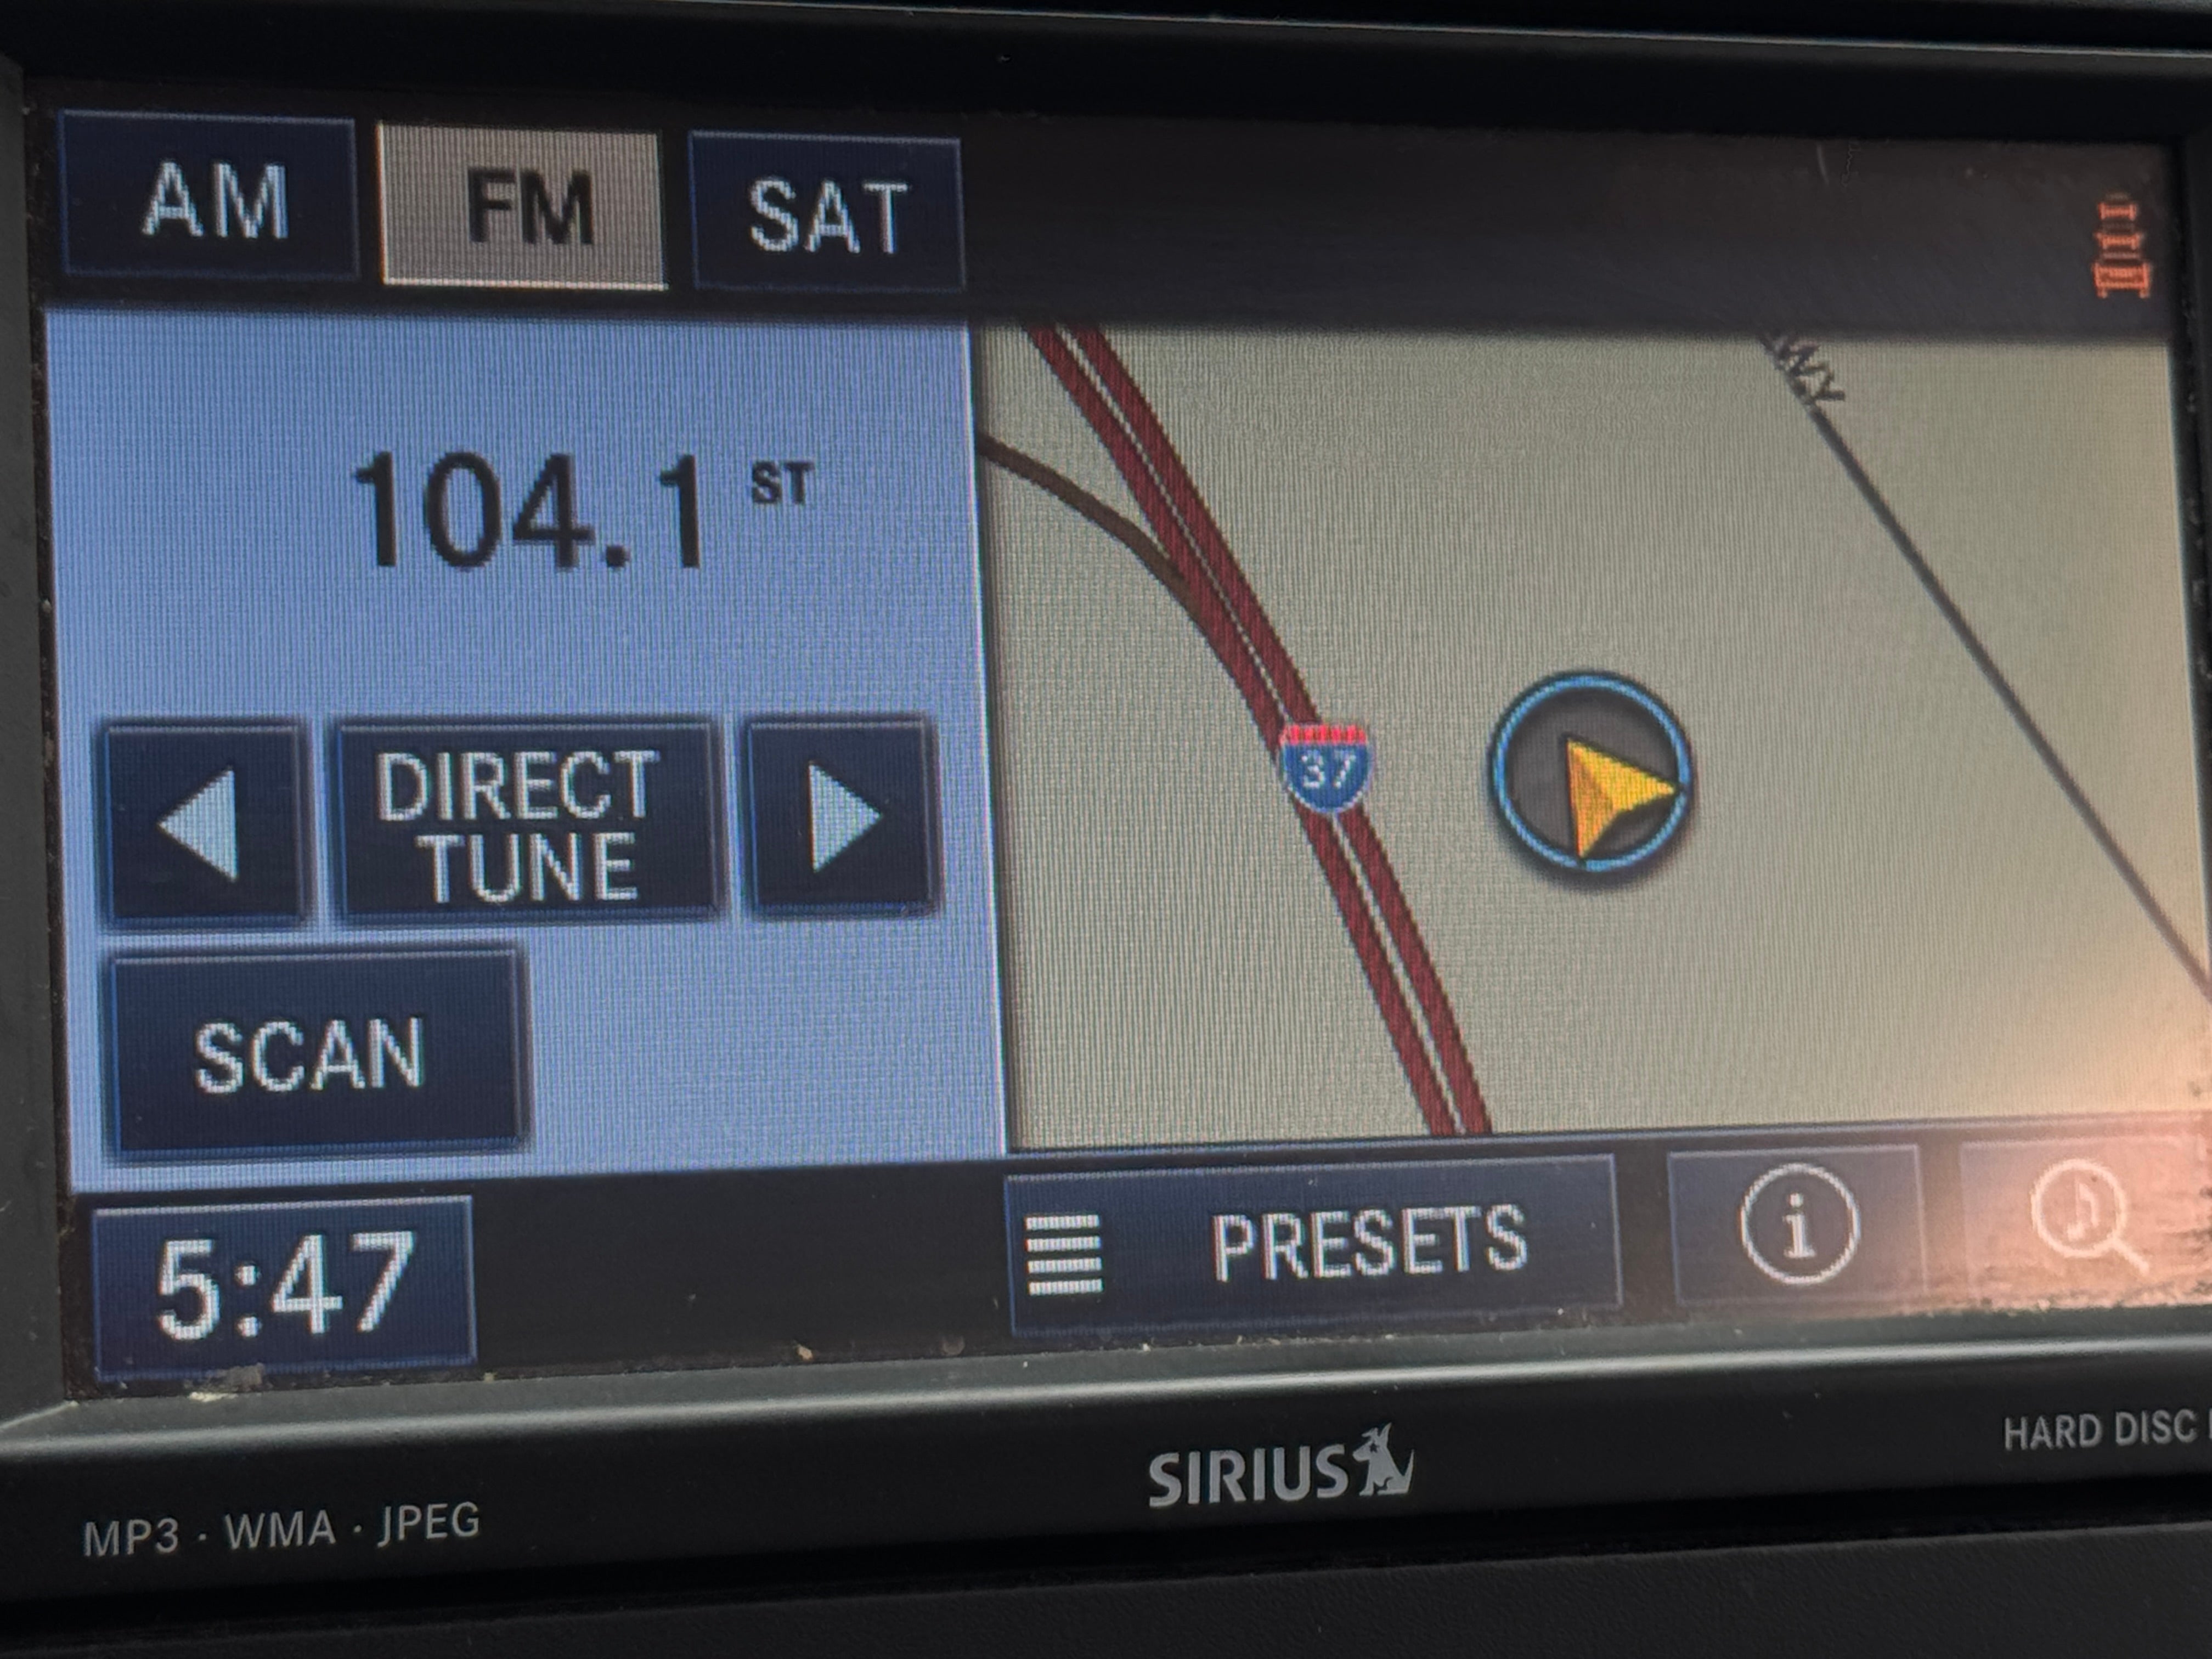 AM FM SAT
WY
104.1 ST
37
DIRECT
TUNE
SCAN
5:47 PRESETS i
SIRIUS
HARD DISC
MP3 · WMA · JPEG